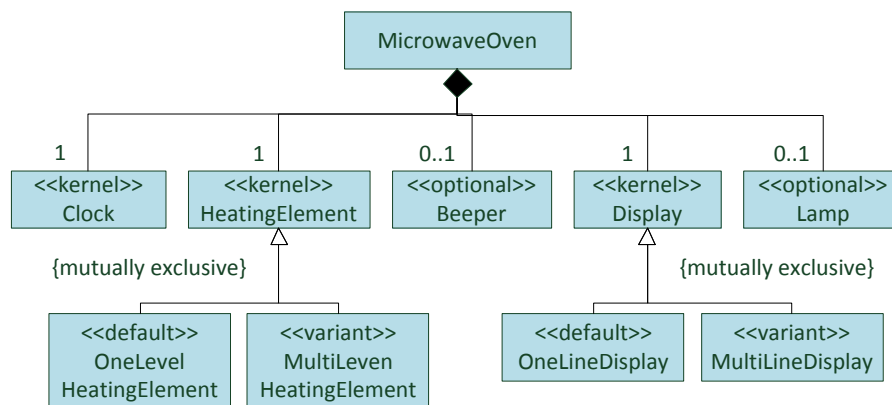 MicrowaveOven
1
1
0..1
1
0..1
<<kernel>>
Clock
<<kernel>>
HeatingElement
<<optional>>
Beeper
<<kernel>>
Display
<<optional>>
Lamp
{mutually exclusive}
{mutually exclusive}
<<default>>
OneLevel
HeatingElement
<<variant>>
MultiLeven
HeatingElement
<<default>>
OneLineDisplay
<<variant>>
MultiLineDisplay